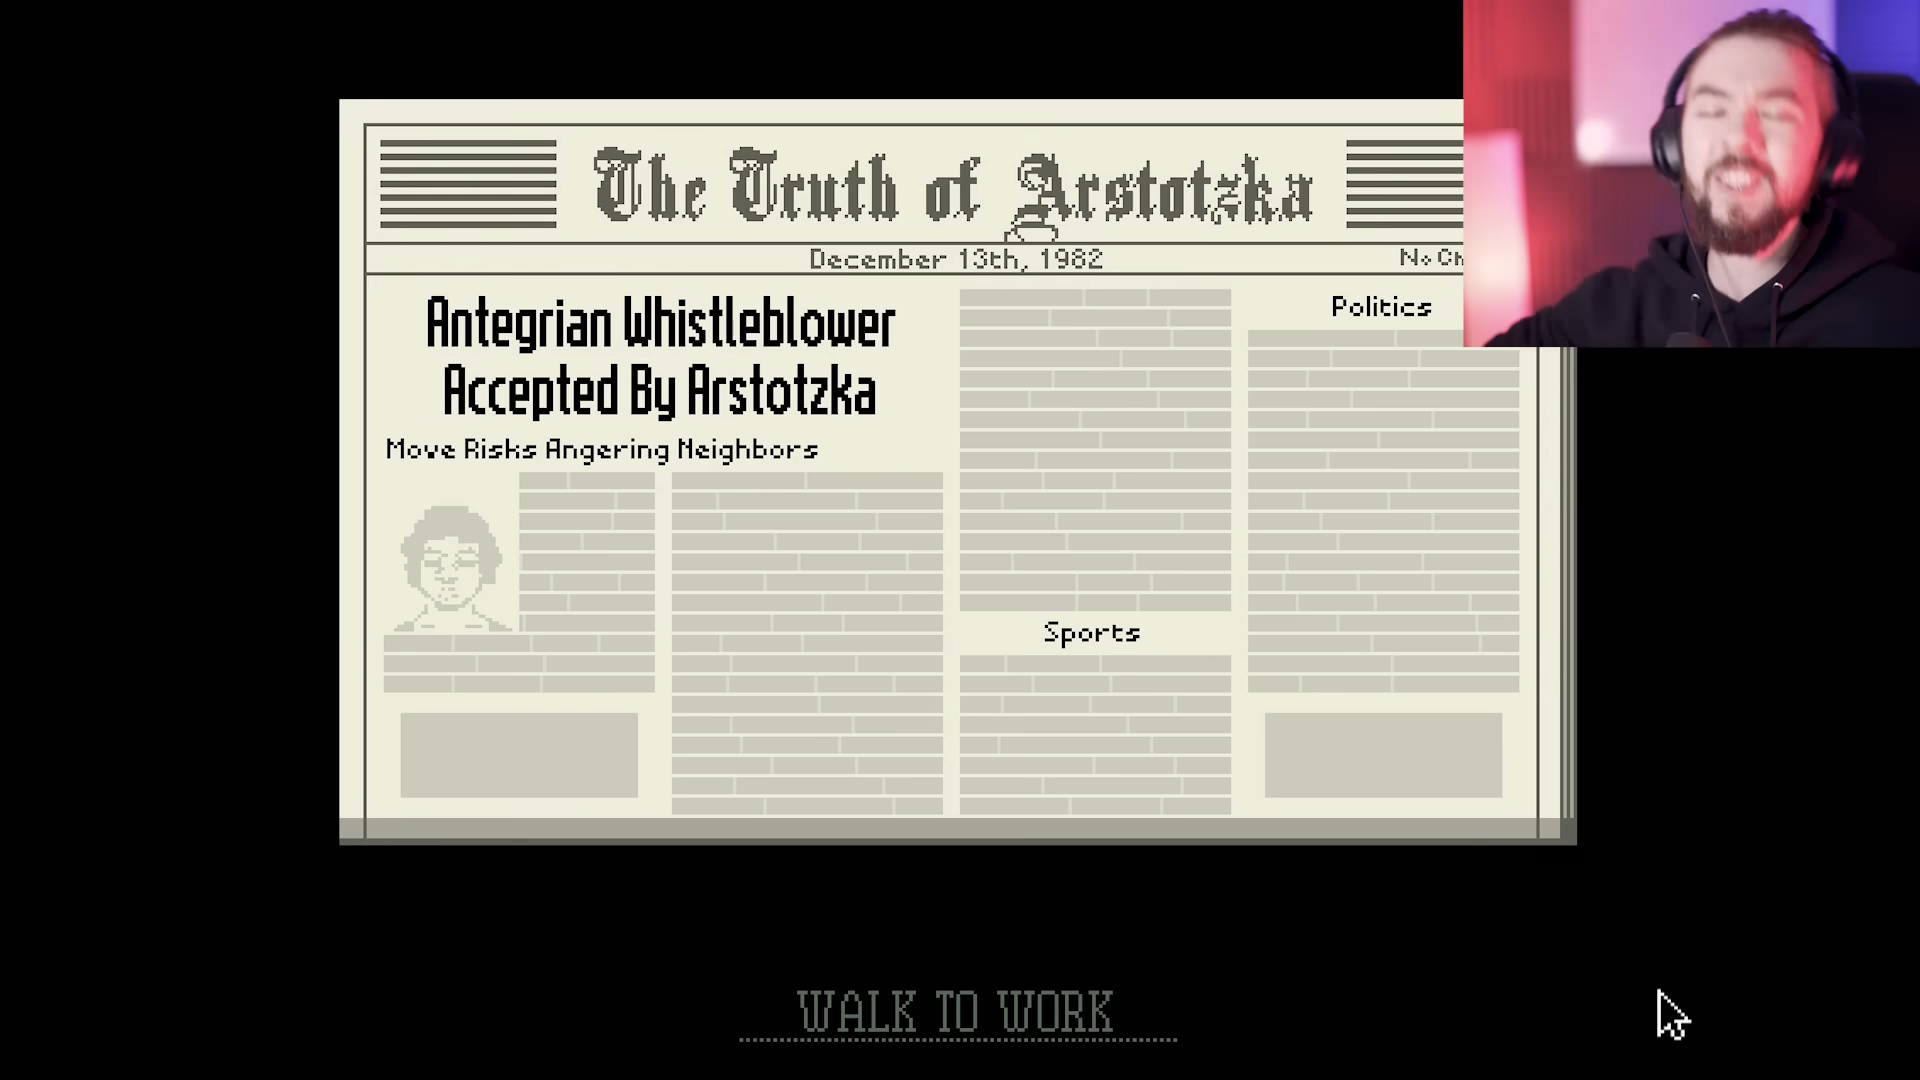 The Truth of Arstotzka
December 13th, 1982
No
Antegrian Whistleblower
Accepted By Arstotzka
Move Risks Angering Neighbors
Sports
Politics
WALK TO WORK